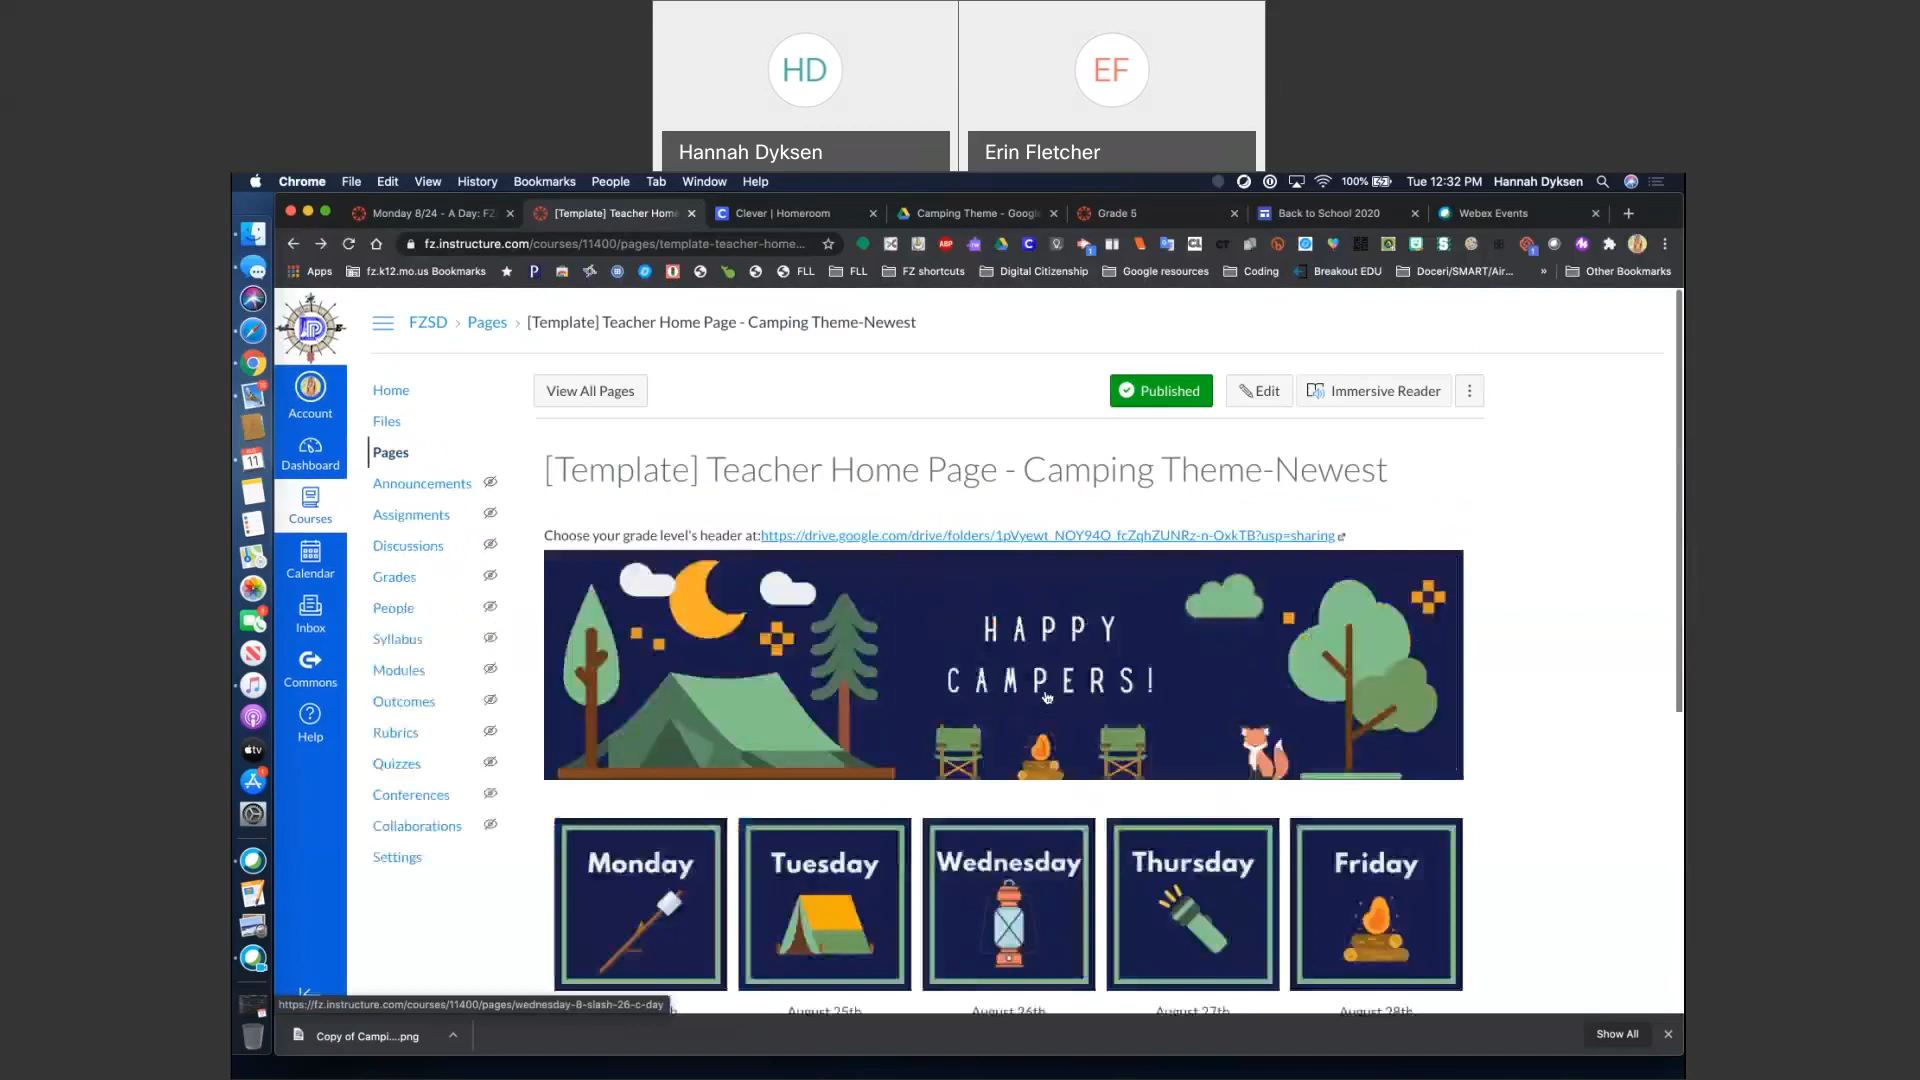 HD
EF
Hannah Dyksen
Erin Fletcher
Chrome File Edit View History Bookmarks People Tab Window Help
100% Tue 12:32 PM Hannah Dyksen
Monday 8/24 - A Day: FZ
[Template] Teacher Home
Clever | Homeroom
Camping Theme - Googl
Grade 5
Back to School 2020
Webex Events
fz.instructure.com/courses/11400/pages/template-teacher-home...
Apps fz.k12.mo.us Bookmarks FLL FLL FZ shortcuts Digital Citizenship Google resources Coding Breakout EDU Doceri/SMART/Air... » Other Bookmarks
FZSD › Pages › [Template] Teacher Home Page - Camping Theme-Newest
Account
Dashboard
Courses
Calendar
Inbox
Commons
Help
Home
Files
Pages
Announcements
Assignments
Discussions
Grades
People
Syllabus
Modules
Outcomes
Rubrics
Quizzes
Conferences
Collaborations
Settings
View All Pages
Published
Edit
Immersive Reader
[Template] Teacher Home Page - Camping Theme-Newest
Choose your grade level's header at:https://drive.google.com/drive/folders/1pVyewt_NOY94O_fcZqhZUNRz-n-OxkTB?usp=sharing
HAPPY
CAMPERS!
Monday
Tuesday
Wednesday
Thursday
Friday
August 25th
August 26th
August 27th
August 28th
https://fz.instructure.com/courses/11400/pages/wednesday-8-slash-26-c-day
Copy of Campi....png
Show All